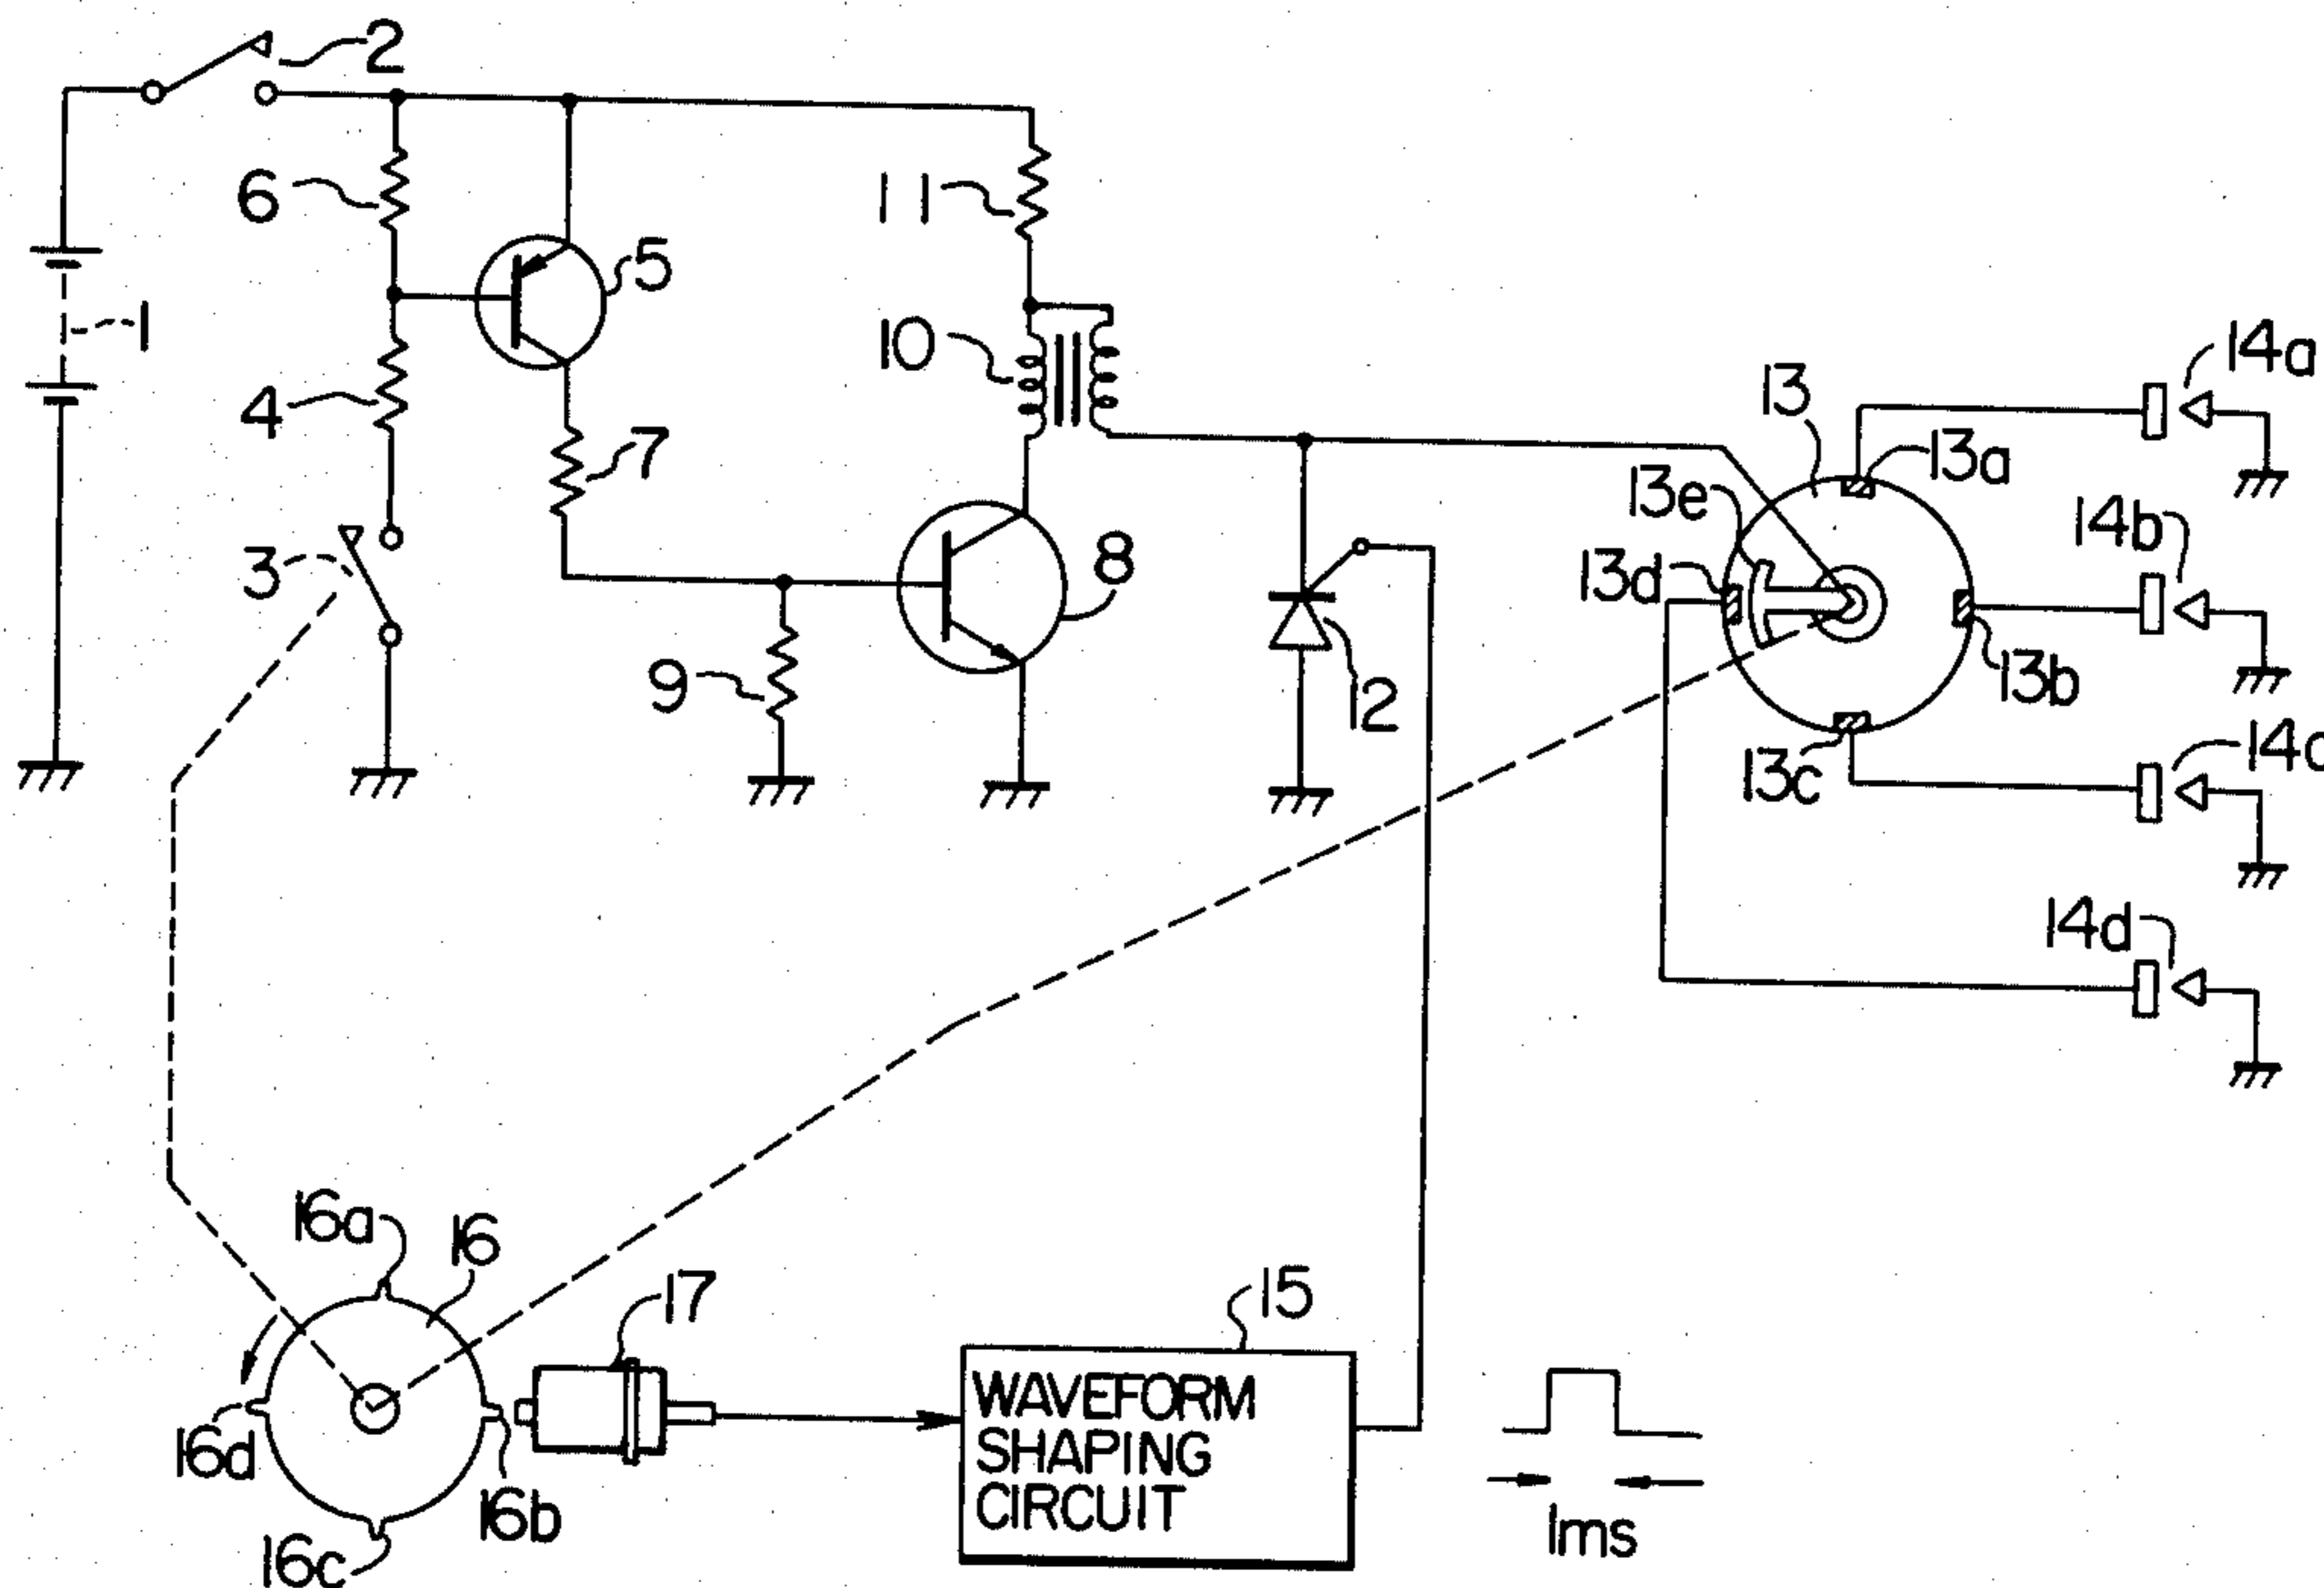 2
6
5
11
1
10
4
7
14a
13
13a
13e
14b
3
13d
8
9
12
13b
13c
14c
14d
16a
16
17
15
WAVEFORM
SHAPING
CIRCUIT
16d
16b
16c
1ms